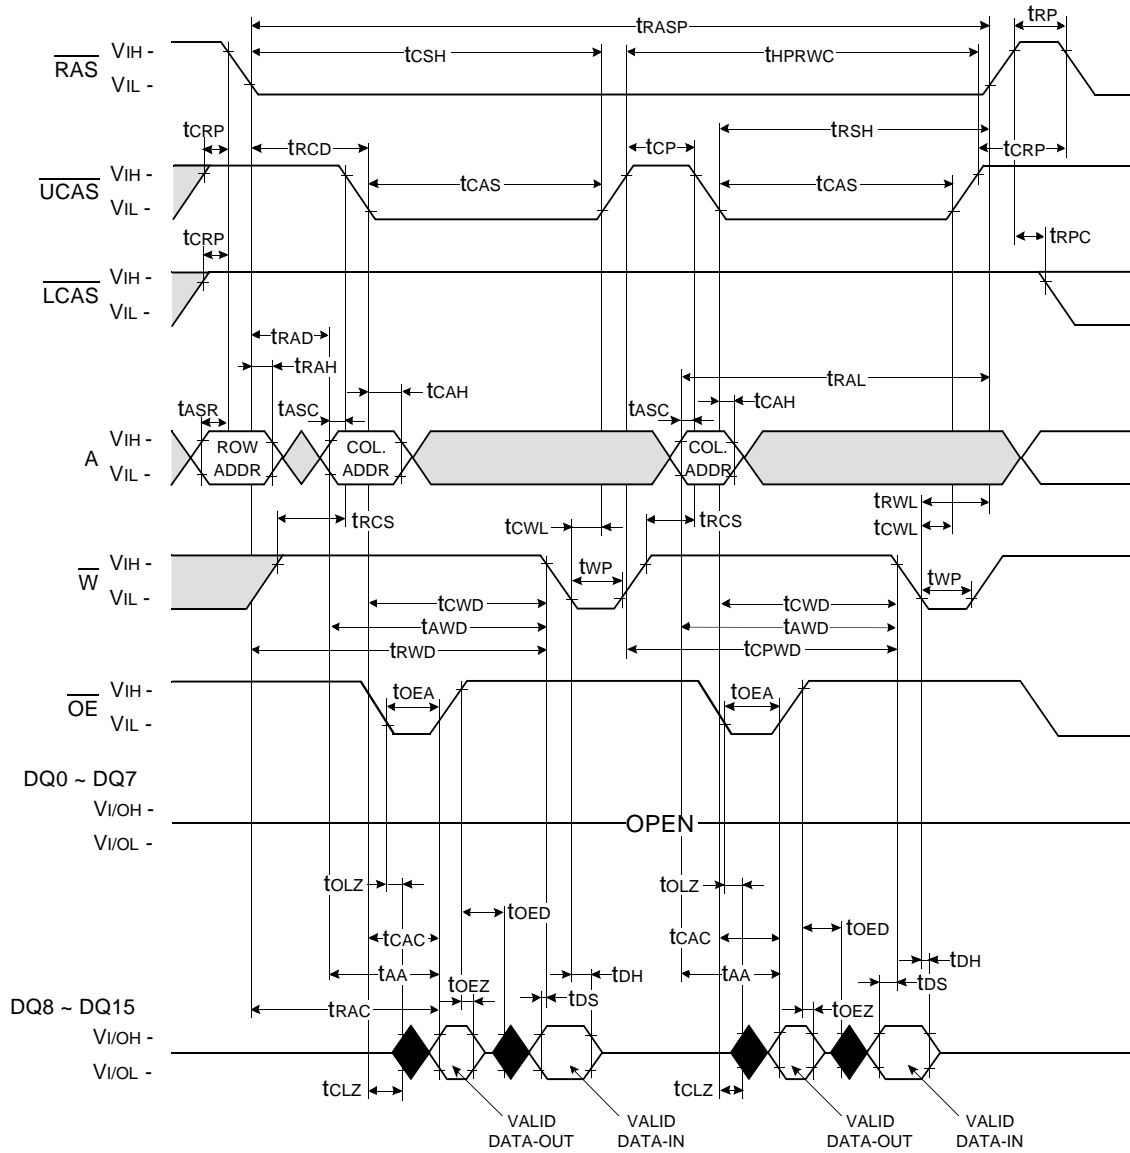 tRASP
tRP
RAS
VIH -
VIL -
tCSH
tHPRWC
tCRP
tRCD
tCP
tRSH
tCRP
UCAS
VIH -
VIL -
tCAS
tCAS
tCRP
tRPC
LCAS
VIH -
VIL -
tRAD
tRAH
tRAL
tASR
tASC
tCAH
tASC
tCAH
A
VIH -
VIL -
ROW
ADDR
COL.
ADDR
COL.
ADDR
tRCS
tCWL
tRCS
tRWL
tCWL
W
VIH -
VIL -
tWP
tWP
tCWD
tCWD
tAWD
tAWD
tRWD
tCPWD
OE
VIH -
VIL -
tOEA
tOEA
DQ0 ~ DQ7
VI/OH -
VI/OL -
OPEN
tOLZ
tOLZ
tOED
tOED
tCAC
tCAC
tAA
tOEZ
tDH
tAA
tDH
DQ8 ~ DQ15
tRAC
tDS
tOEZ
tDS
VI/OH -
VI/OL -
tCLZ
tCLZ
VALID
DATA-OUT
VALID
DATA-IN
VALID
DATA-OUT
VALID
DATA-IN